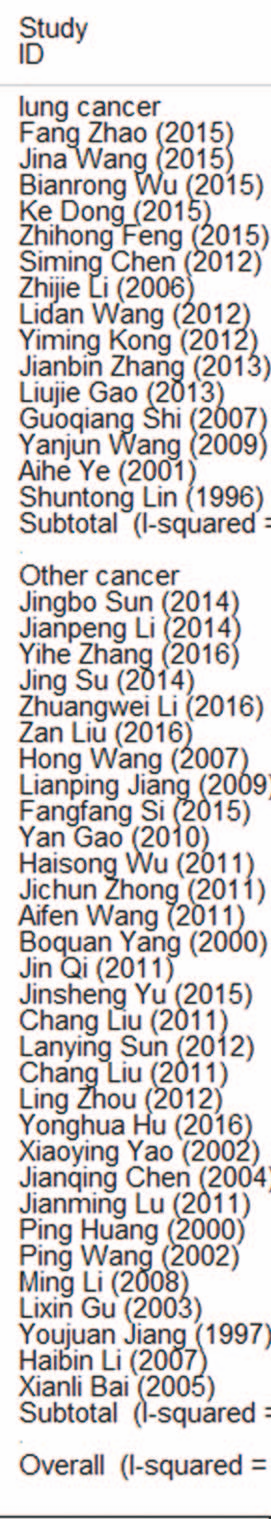 Study
ID
lung cancer
Fang Zhao (2015)
Jina Wang (2015)
Bianrong Wu (2015)
Ke Dong (2015)
Zhihong Feng (2015)
Siming Chen (2012)
Zhijie Li (2006)
Lidan Wang (2012)
Yiming Kong (2012)
Jianbin Zhang (2013)
Liujie Gao (2013)
Guoqiang Shi (2007)
Yanjun Wang (2009)
Aihe Ye (2001)
Shuntong Lin (1996)
Subtotal (I-squared =
.
Other cancer
Jingbo Sun (2014)
Jianpeng Li (2014)
Yihe Zhang (2016)
Jing Su (2014)
Zhuangwei Li (2016)
Zan Liu (2016)
Hong Wang (2007)
Lianping Jiang (2009)
Fangfang Si (2015)
Yan Gao (2010)
Haisong Wu (2011)
Jichun Zhong (2011)
Aifen Wang (2011)
Boquan Yang (2000)
Jin Qi (2011)
Jinsheng Yu (2015)
Chang Liu (2011)
Lanying Sun (2012)
Chang Liu (2011)
Ling Zhou (2012)
Yonghua Hu (2016)
Xiaoying Yao (2002)
Jianqing Chen (2004)
Jianming Lu (2011)
Ping Huang (2000)
Ping Wang (2002)
Ming Li (2008)
Lixin Gu (2003)
Youjuan Jiang (1997)
Haibin Li (2007)
Xianli Bai (2005)
Subtotal (I-squared =
.
Overall (I-squared =